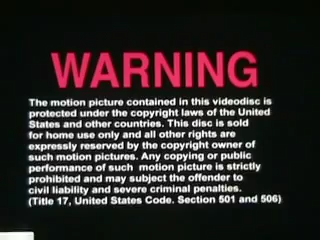 WARNING
The motion picture contained in this videodisc is
protected under the copyright laws of the United
States and other countries. This disc is sold
for home use only and all other rights are
expressly reserved by the copyright owner of
such motion pictures. Any copying or public
performance of such motion picture is strictly
prohibited and may subject the offender to
civil liability and severe criminal penalties.
(Title 17, United States Code. Section 501 and 506)